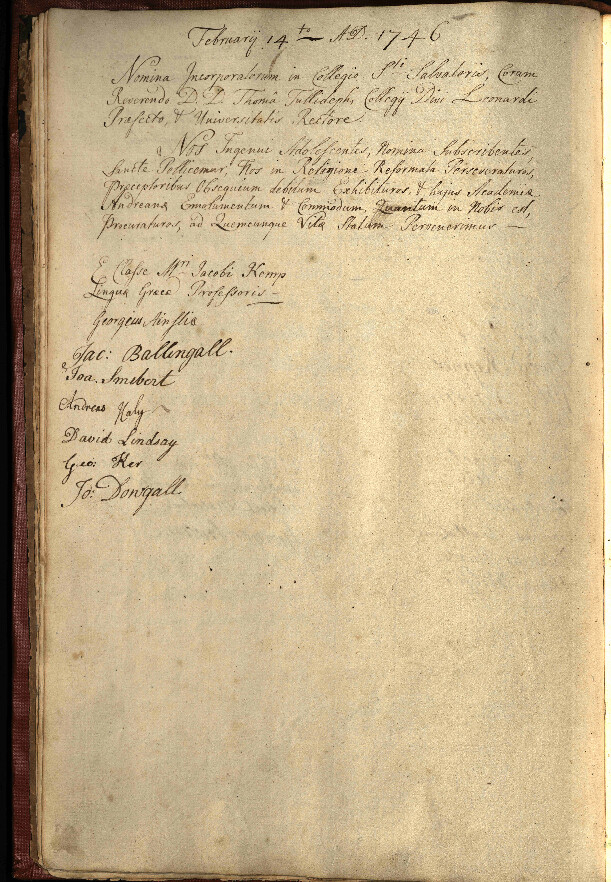 Februarij 14to AD. 1746
Nomina Incorporatorum in Collegio Sti Salvatoris, Coram
Reverendo D. D. Thomâ Tullideph, Collegij Divi Leonardi
Præfecto, & Universitatis Rectore.
Nos Ingenui Adolescentes, Nomina Subscribentes,
Sancte Pollicemur, Nos in Religione Reformata Perseveraturos,
Præceptoribus Obsequium debitum Exhibituros, & hujus Academiæ
Andreanæ Emolumentum & Commodum Quantum in Nobis est,
Procuraturos, ad Quemcunque Vitæ Statum Pervenerimus —
E Classe Mri Jacobi Kemp
Linguæ Græcæ Professoris —
Georgius Ainslie
Jac: Ballingall.
Joa. Smibert
Andreas Haly
David Lindsay
Geo: Ker
Jo: Dowgall